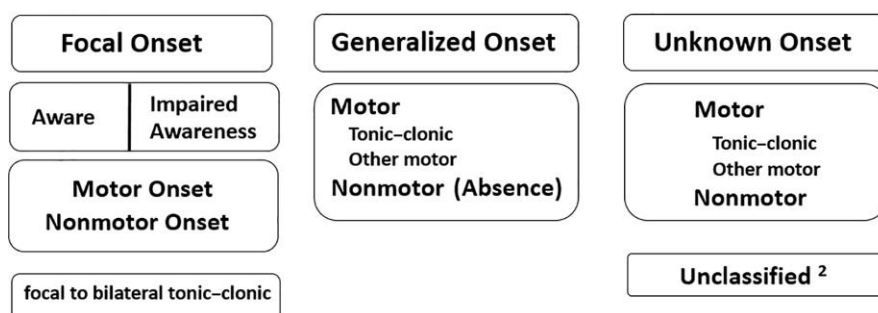 Focal Onset
Aware
Impaired
Awareness
Motor Onset
Nonmotor Onset
focal to bilateral tonic–clonic
Generalized Onset
Motor
Tonic–clonic
Other motor
Nonmotor (Absence)
Unknown Onset
Motor
Tonic–clonic
Other motor
Nonmotor
Unclassified ²